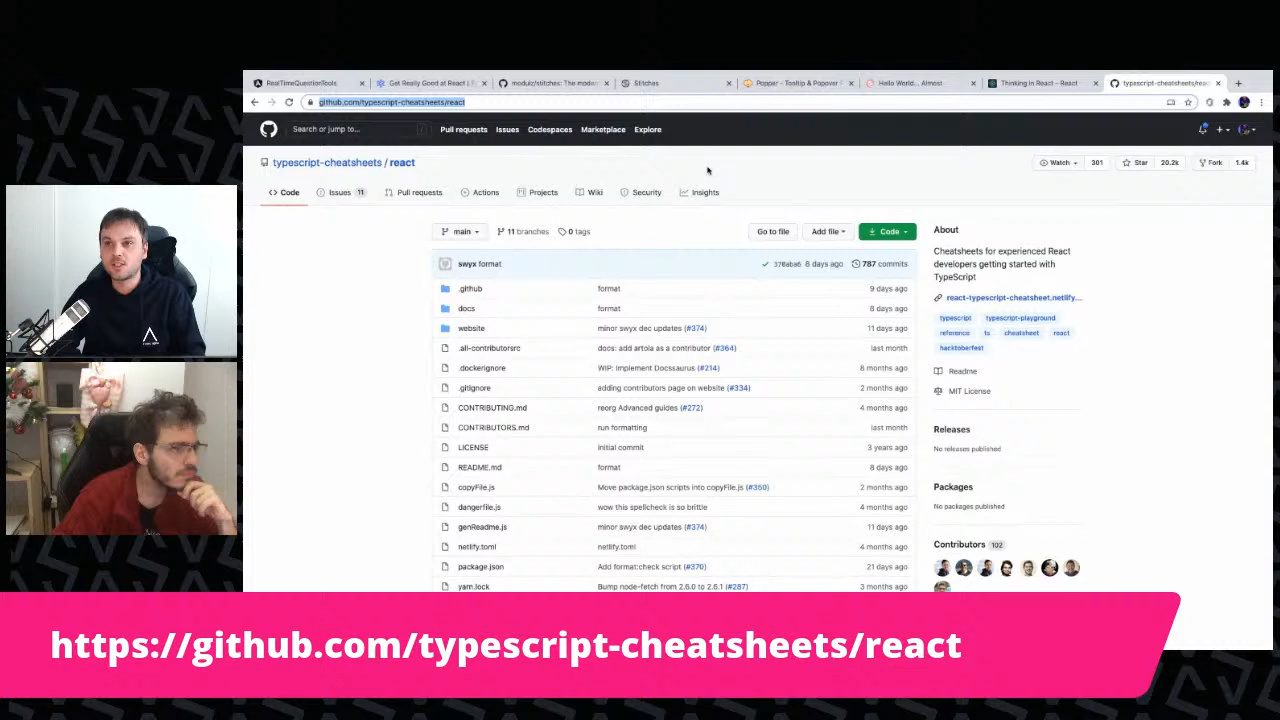 RealTimeQuestionTools
Get Really Good at React | F
modulz/stitches: The modern
Stitches
Popper - Tooltip & Popover P
Hello World... Almost
Thinking in React – React
typescript-cheatsheets/react:
github.com/typescript-cheatsheets/react
Search or jump to...
/
Pull requests
Issues
Codespaces
Marketplace
Explore
typescript-cheatsheets / react
Watch
301
Star
20.2k
Fork
1.4k
Code
Issues 11
Pull requests
Actions
Projects
Wiki
Security
Insights
main
11 branches
0 tags
Go to file
Add file
Code
swyx format
378aba6 8 days ago
787 commits
.github format 9 days ago
docs format 8 days ago
website minor swyx dec updates (#374) 11 days ago
.all-contributorsrc docs: add artola as a contributor (#364) last month
.dockerignore WIP: Implement Docssaurus (#214) 8 months ago
.gitignore adding contributors page on website (#334) 2 months ago
CONTRIBUTING.md reorg Advanced guides (#272) 4 months ago
CONTRIBUTORS.md run formatting last month
LICENSE Initial commit 3 years ago
README.md format 8 days ago
copyFile.js Move package.json scripts into copyFile.js (#350) 2 months ago
dangerfile.js wow this spellcheck is so brittle 4 months ago
genReadme.js minor swyx dec updates (#374) 11 days ago
netlify.toml netlify.toml 4 months ago
package.json Add format:check script (#370) 21 days ago
yarn.lock Bump node-fetch from 2.6.0 to 2.6.1 (#287) 3 months ago
About
Cheatsheets for experienced React
developers getting started with
TypeScript
react-typescript-cheatsheet.netlify....
typescript typescript-playground
reference ts cheatsheet react
hacktoberfest
Readme
MIT License
Releases
No releases published
Packages
No packages published
Contributors 102
https://github.com/typescript-cheatsheets/react